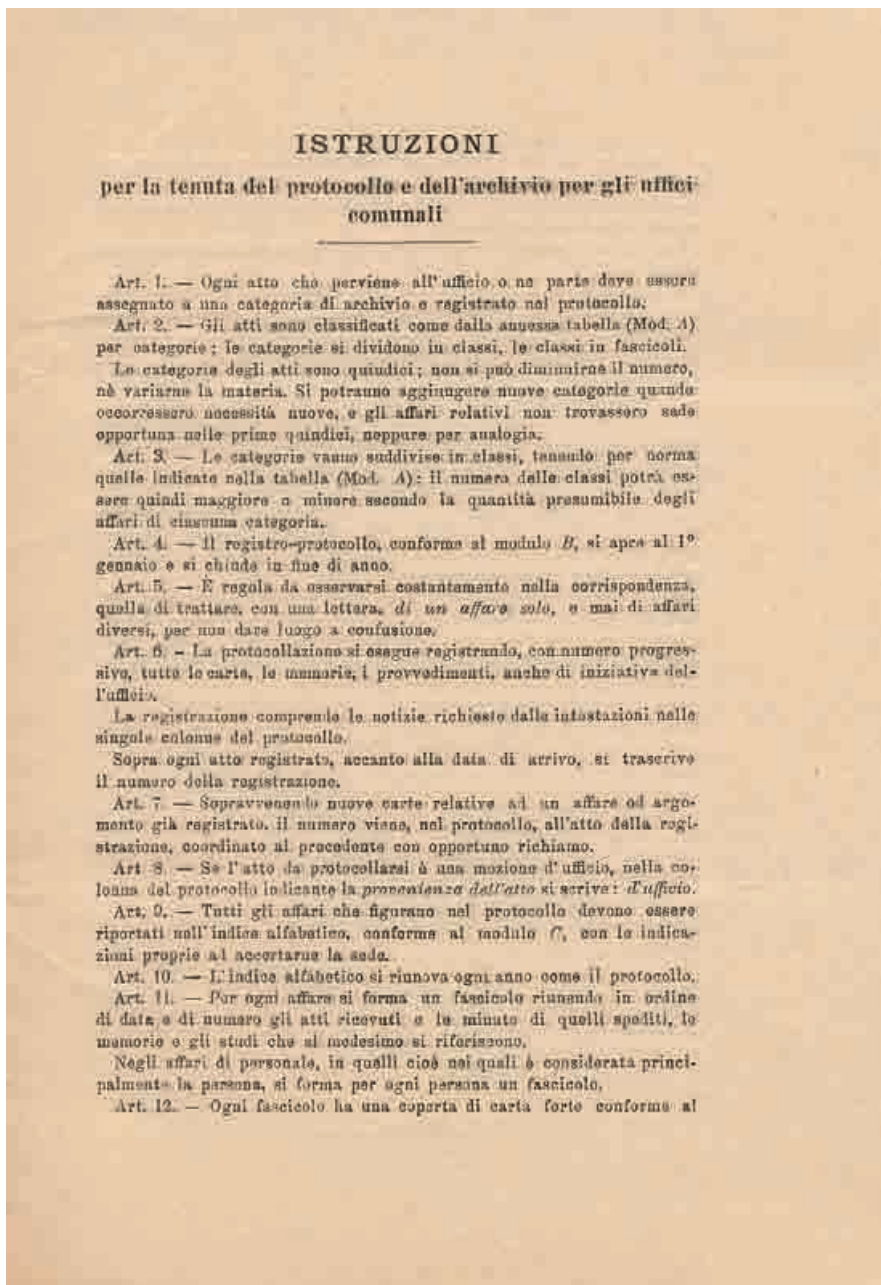 ISTRUZIONI
per la tenuta del protocollo e dell'archivio per gli uffici
comunali
Art. 1. — Ogni atto che perviene all'ufficio o ne parte deve essere
assegnato a una categoria di archivio e registrato nel protocollo.
Art. 2. — Gli atti sono classificati come dalla annessa tabella (Mod. A)
per categorie; le categorie si dividono in classi, le classi in fascicoli.
Le categorie degli atti sono quindici; non si può diminuirne il numero,
nè variarne la materia. Si potranno aggiungere nuove categorie quando
occorressero necessità nuove, e gli affari relativi non trovassero sede
opportuna nelle prime quindici, neppure per analogia.
Art. 3. — Le categorie vanno suddivise in classi, tenendo per norma
quelle indicate nella tabella (Mod. A): il numero delle classi potrà es-
sere quindi maggiore o minore secondo la quantità presumibile degli
affari di ciascuna categoria.
Art. 4. — Il registro-protocollo, conforme al modulo B, si apre al 1º
gennaio e si chiude in fine di anno.
Art. 5. — È regola da osservarsi costantemente nella corrispondenza,
quella di trattare, con una lettera, di un affare solo, e mai di affari
diversi, per non dare luogo a confusione.
Art. 6. - La protocollazione si esegue registrando, con numero progres-
sivo, tutte le carte, le memorie, i provvedimenti, anche di iniziativa del-
l'ufficio.
La registrazione comprende le notizie richieste dalle intestazioni nelle
singole colonne del protocollo.
Sopra ogni atto registrato, accanto alla data di arrivo, si trascrive
il numero della registrazione.
Art. 7. — Sopravvenendo nuove carte relative ad un affare od argo-
mento già registrato, il numero viene, nel protocollo, all'atto della regi-
strazione, coordinato al precedente con opportuno richiamo.
Art 8. — Se l'atto da protocollarsi è una mozione d'ufficio, nella co-
lonna del protocollo indicante la provenienza dell'atto si scrive: d'ufficio.
Art. 9. — Tutti gli affari che figurano nel protocollo devono essere
riportati nell'indice alfabetico, conforme al modulo C, con le indica-
zioni proprie ad accertarne la sede.
Art. 10. — L'indice alfabetico si rinnova ogni anno come il protocollo.
Art. 11. — Per ogni affare si forma un fascicolo riunendo in ordine
di data e di numero gli atti ricevuti e le minute di quelli spediti, le
memorie e gli studi che al medesimo si riferiscono.
Negli affari di personale, in quelli cioè nei quali è considerata princi-
palmente la persona, si forma per ogni persona un fascicolo.
Art. 12. — Ogni fascicolo ha una coperta di carta forte conforme al